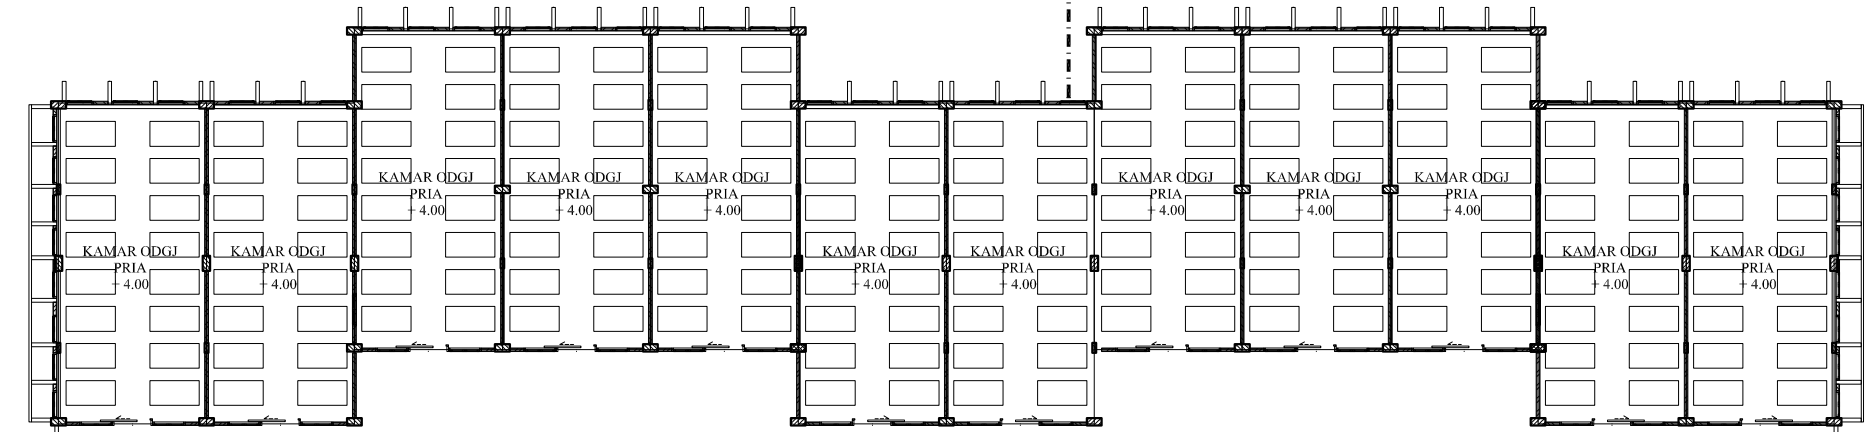 KAMAR ODGJ
PRIA
+ 4.00
KAMAR ODGJ
PRIA
+ 4.00
KAMAR ODGJ
PRIA
+ 4.00
KAMAR ODGJ
PRIA
+ 4.00
KAMAR ODGJ
PRIA
+ 4.00
KAMAR ODGJ
PRIA
+ 4.00
KAMAR ODGJ
PRIA
+ 4.00
KAMAR ODGJ
PRIA
+ 4.00
KAMAR ODGJ
PRIA
+ 4.00
KAMAR ODGJ
PRIA
+ 4.00
KAMAR ODGJ
PRIA
+ 4.00
KAMAR ODGJ
PRIA
+ 4.00